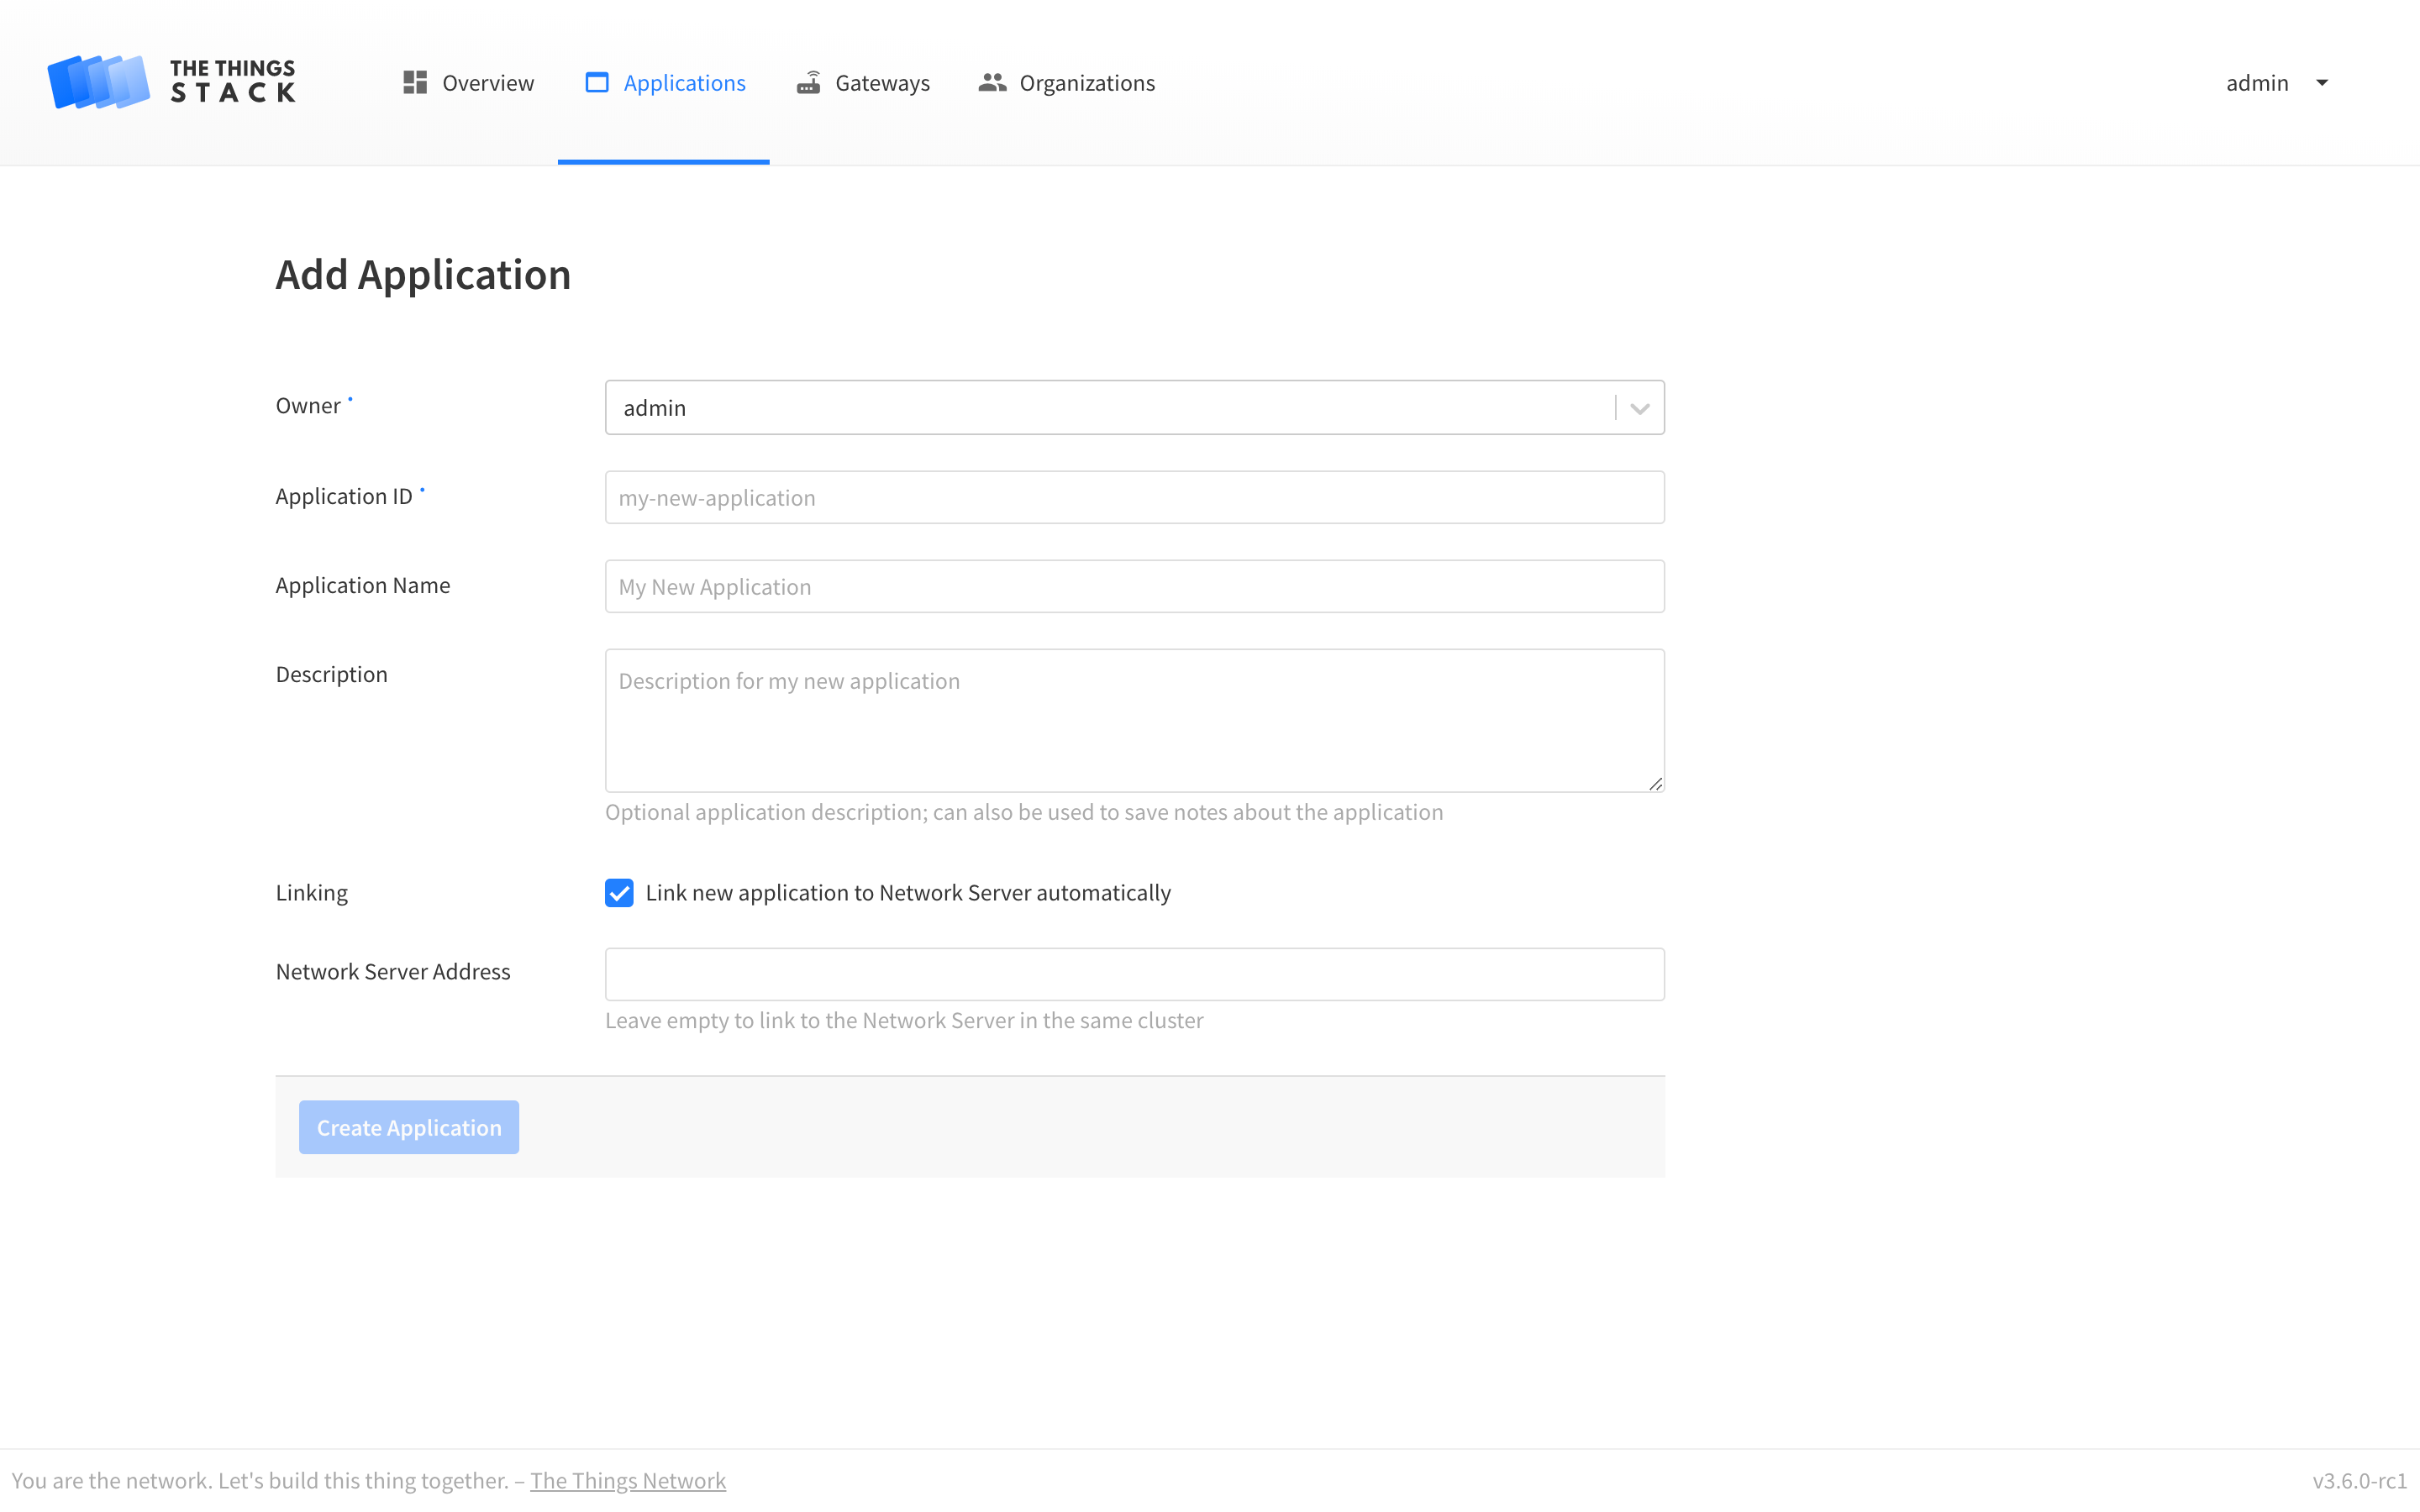 THE THINGS
STACK
Overview
Applications
Gateways
Organizations
admin
Add Application
Owner
admin
Application ID
my-new-application
Application Name
My New Application
Description
Description for my new application
Optional application description; can also be used to save notes about the application
Linking
Link new application to Network Server automatically
Network Server Address
Leave empty to link to the Network Server in the same cluster
Create Application
You are the network. Let's build this thing together. – The Things Network
v3.6.0-rc1